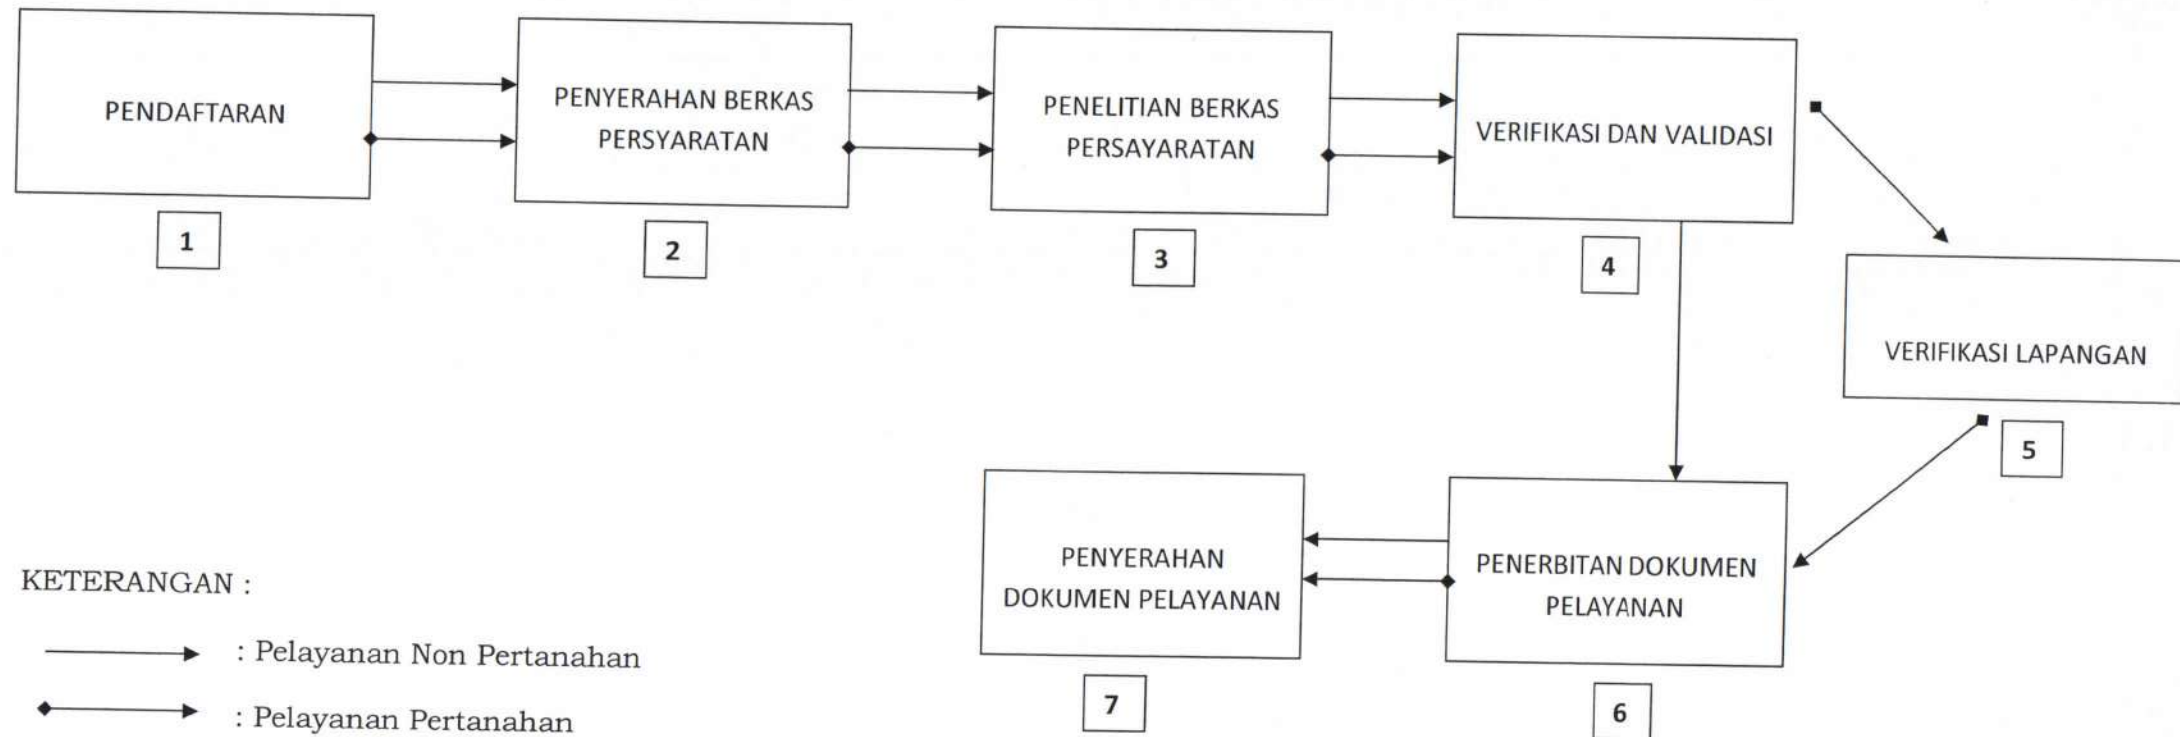 PENDAFTARAN
1
PENYERAHAN BERKAS
PERSYARATAN
2
PENELITIAN BERKAS
PERSAYARATAN
3
VERIFIKASI DAN VALIDASI
4
VERIFIKASI LAPANGAN
5
PENERBITAN DOKUMEN
PELAYANAN
6
PENYERAHAN
DOKUMEN PELAYANAN
7
KETERANGAN :
: Pelayanan Non Pertanahan
: Pelayanan Pertanahan